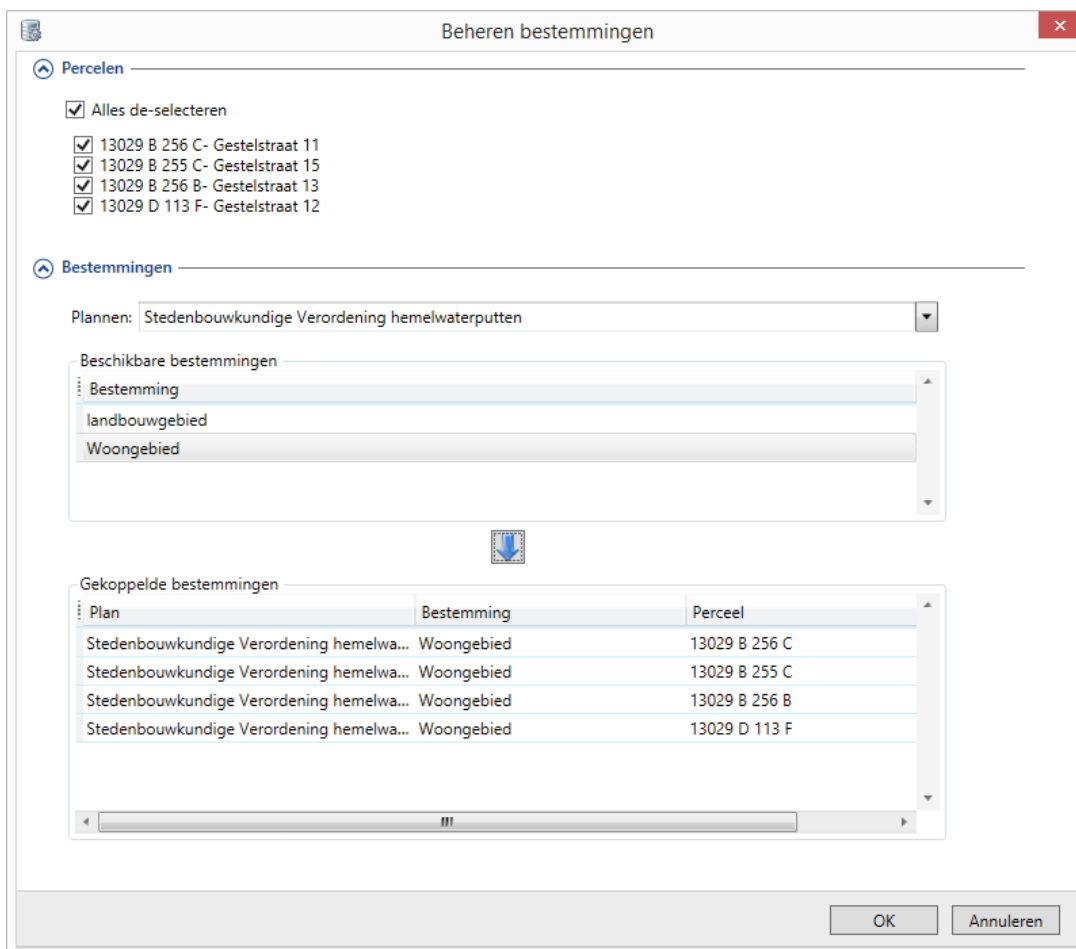 Beheren bestemmingen
Percelen
Alles de-selecteren
13029 B 256 C- Gestelstraat 11
13029 B 255 C- Gestelstraat 15
13029 B 256 B- Gestelstraat 13
13029 D 113 F- Gestelstraat 12
Bestemmingen
Plannen: Stedenbouwkundige Verordening hemelwaterputten
Beschikbare bestemmingen
Bestemming
landbouwgebied
Woongebied
Gekoppelde bestemmingen
Plan Bestemming Perceel
Stedenbouwkundige Verordening hemelwa... Woongebied 13029 B 256 C
Stedenbouwkundige Verordening hemelwa... Woongebied 13029 B 255 C
Stedenbouwkundige Verordening hemelwa... Woongebied 13029 B 256 B
Stedenbouwkundige Verordening hemelwa... Woongebied 13029 D 113 F
OK Annuleren